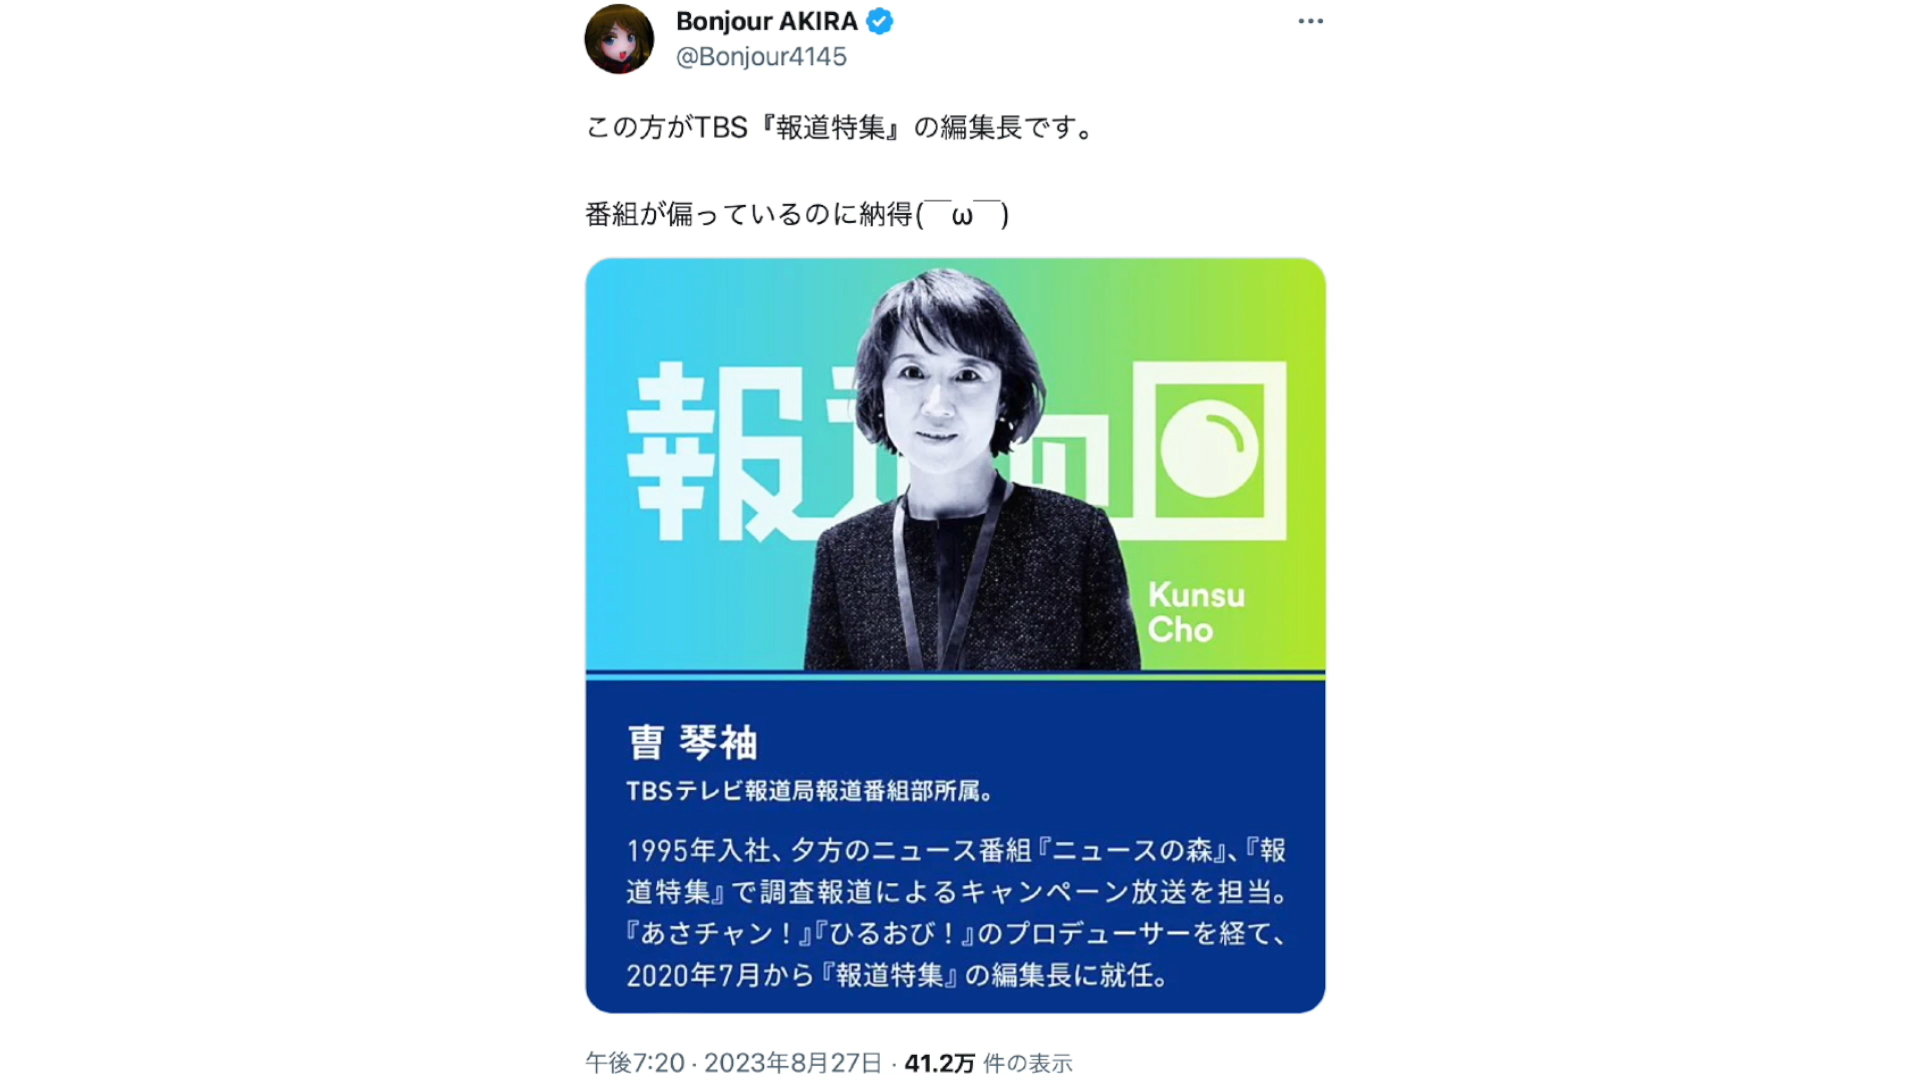 Bonjour AKIRA
@Bonjour4145
この方がTBS『報道特集』の編集長です。
番組が偏っているのに納得(￣ω￣)
報道の
Kunsu
Cho
曺 琴袖
TBSテレビ報道局報道番組部所属。
1995年入社、夕方のニュース番組『ニュースの森』、『報
道特集』で調査報道によるキャンペーン放送を担当。
『あさチャン！』『ひるおび！』のプロデューサーを経て、
2020年7月から『報道特集』の編集長に就任。
午後7:20 · 2023年8月27日 · 41.2万 件の表示